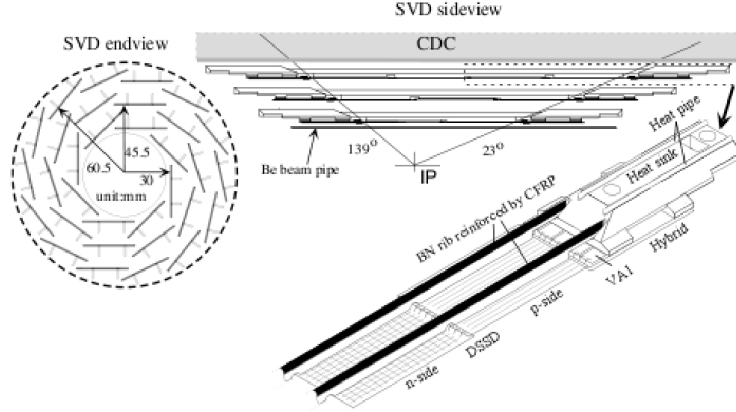 SVD sideview
SVD endview
CDC
60.5
45.5
30
unit:mm
Be beam pipe
139°
23°
IP
Heat pipe
Heat sink
BN rib reinforced by CFRP
Hybrid
VA1
p-side
DSSD
n-side